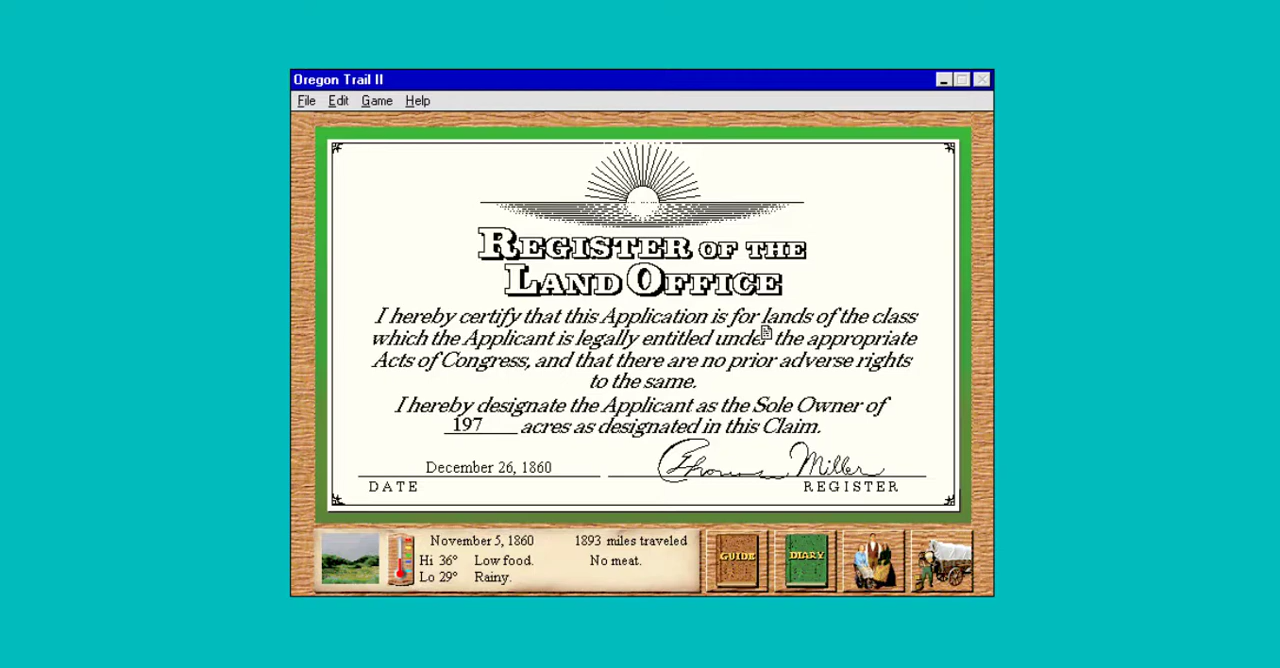 Oregon Trail II
File Edit Game Help
REGISTER OF THE
LAND OFFICE
I hereby certify that this Application is for lands of the class
which the Applicant is legally entitled under the appropriate
Acts of Congress, and that there are no prior adverse rights
to the same.
I hereby designate the Applicant as the Sole Owner of
197 acres as designated in this Claim.
December 26, 1860 Thomas Miller
DATE REGISTER
November 5, 1860 1893 miles traveled
Hi 36° Low food. No meat.
Lo 29° Rainy.
GUIDE DIARY